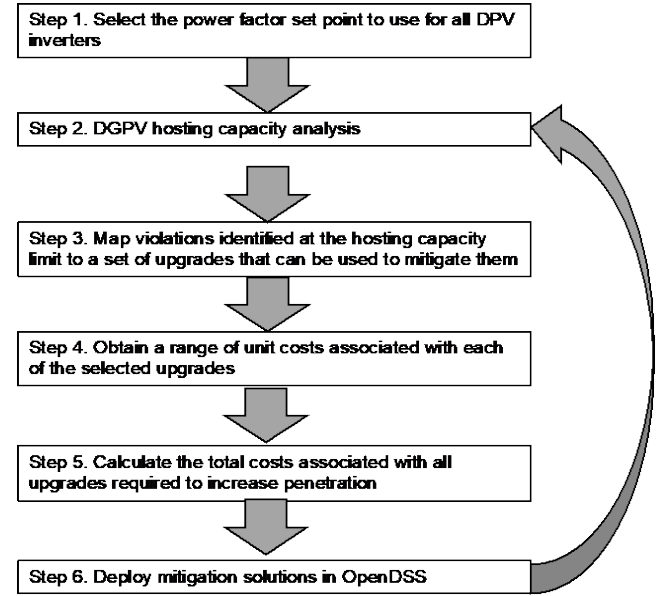 Step 1. Select the power factor set point to use for all DPV
inverters
Step 2. DGPV hosting capacity analysis
Step 3. Map violations identified at the hosting capacity
limit to a set of upgrades that can be used to mitigate them
Step 4. Obtain a range of unit costs associated with each
of the selected upgrades
Step 5. Calculate the total costs associated with all
upgrades required to increase penetration
Step 6. Deploy mitigation solutions in OpenDSS